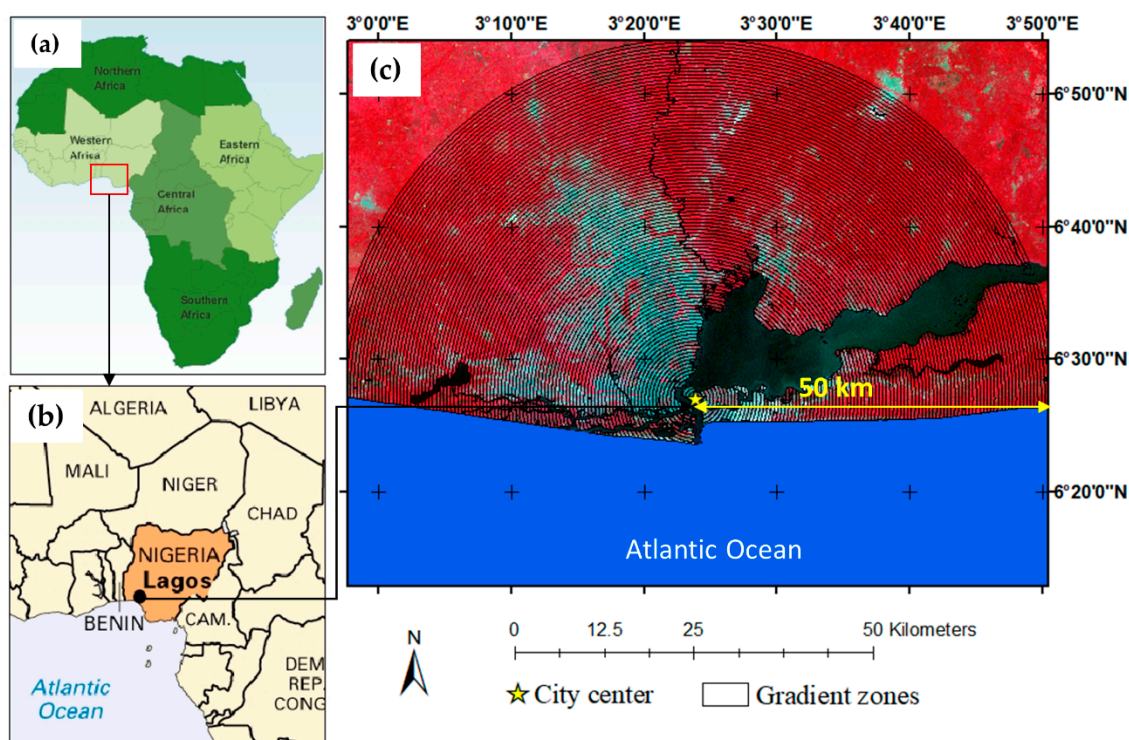 (a)
Northern
Africa
Western
Africa
Eastern
Africa
Central
Africa
Southern
Africa
(b)
ALGERIA
LIBYA
MALI
NIGER
CHAD
NIGERIA
Lagos
BENIN
CAM.
DEM
REP.
CONG
Atlantic
Ocean
3°0'0"E
3°10'0"E
3°20'0"E
3°30'0"E
3°40'0"E
3°50'0"E
(c)
6°50'0"N
6°40'0"N
6°30'0"N
50 km
6°20'0"N
Atlantic Ocean
N
0 12.5 25 50 Kilometers
City center
Gradient zones